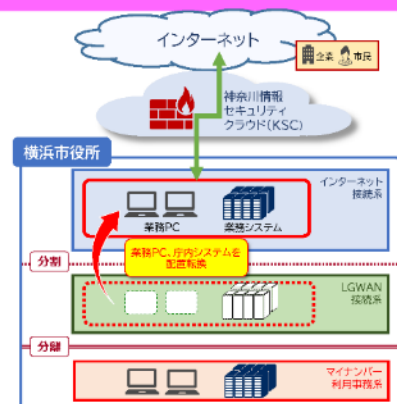 インターネット
企業 市民
神奈川情報
セキュリティ
クラウド(KSC)
横浜市役所
インターネット
接続系
業務PC
業務システム
業務PC、庁内システムを
配置転換
分割
LGWAN
接続系
分離
マイナンバー
利用事務系